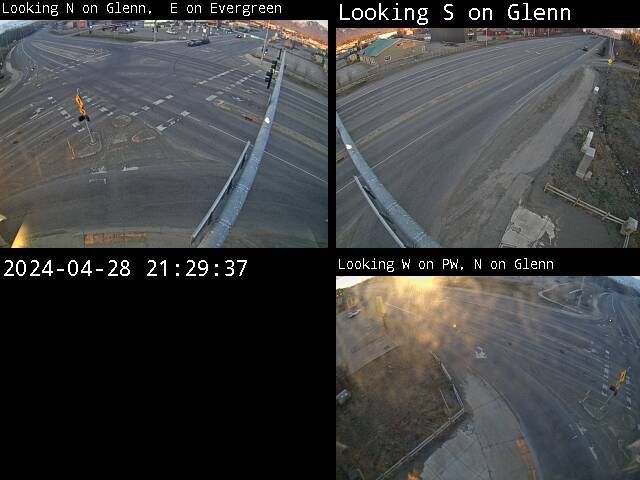 Looking N on Glenn,  E on Evergreen
Looking S on Glenn
2024-04-28 21:29:37
Looking W on PW, N on Glenn